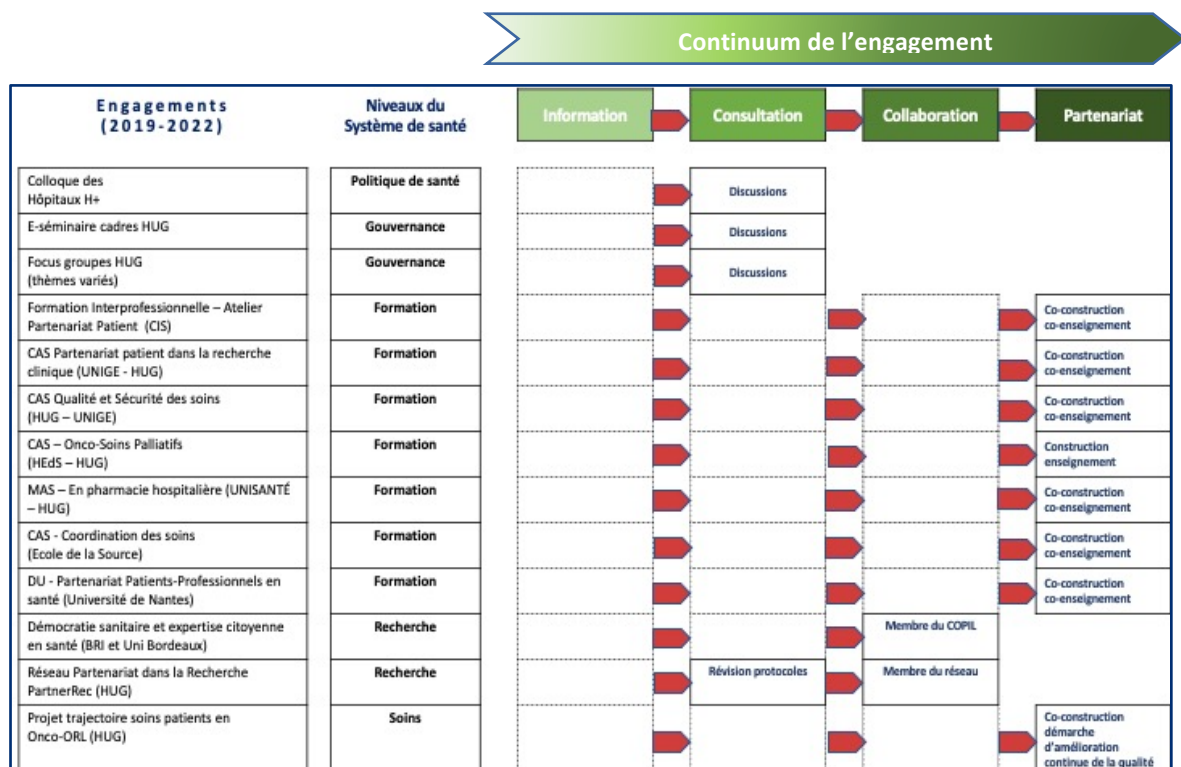 Continuum de l'engagement
Engagements
(2019-2022)
Niveaux du
Système de santé
Information
Consultation
Collaboration
Partenariat
Colloque des
Hôpitaux H+
Politique de santé
Discussions
E-séminaire cadres HUG
Gouvernance
Discussions
Focus groupes HUG
(thèmes variés)
Gouvernance
Discussions
Formation Interprofessionnelle – Atelier
Partenariat Patient (CIS)
Formation
Co-construction
co-enseignement
CAS Partenariat patient dans la recherche
clinique (UNIGE - HUG)
Formation
Co-construction
co-enseignement
CAS Qualité et Sécurité des soins
(HUG – UNIGE)
Formation
Co-construction
co-enseignement
CAS – Onco-Soins Palliatifs
(HEdS – HUG)
Formation
Construction
enseignement
MAS – En pharmacie hospitalière (UNISANTÉ
– HUG)
Formation
Co-construction
co-enseignement
CAS - Coordination des soins
(Ecole de la Source)
Formation
Co-construction
co-enseignement
DU - Partenariat Patients-Professionnels en
santé (Université de Nantes)
Formation
Co-construction
co-enseignement
Démocratie sanitaire et expertise citoyenne
en santé (BRI et Uni Bordeaux)
Recherche
Membre du COPIL
Réseau Partenariat dans la Recherche
PartnerRec (HUG)
Recherche
Révision protocoles
Membre du réseau
Projet trajectoire soins patients en
Onco-ORL (HUG)
Soins
Co-construction
démarche
d'amélioration
continue de la qualité